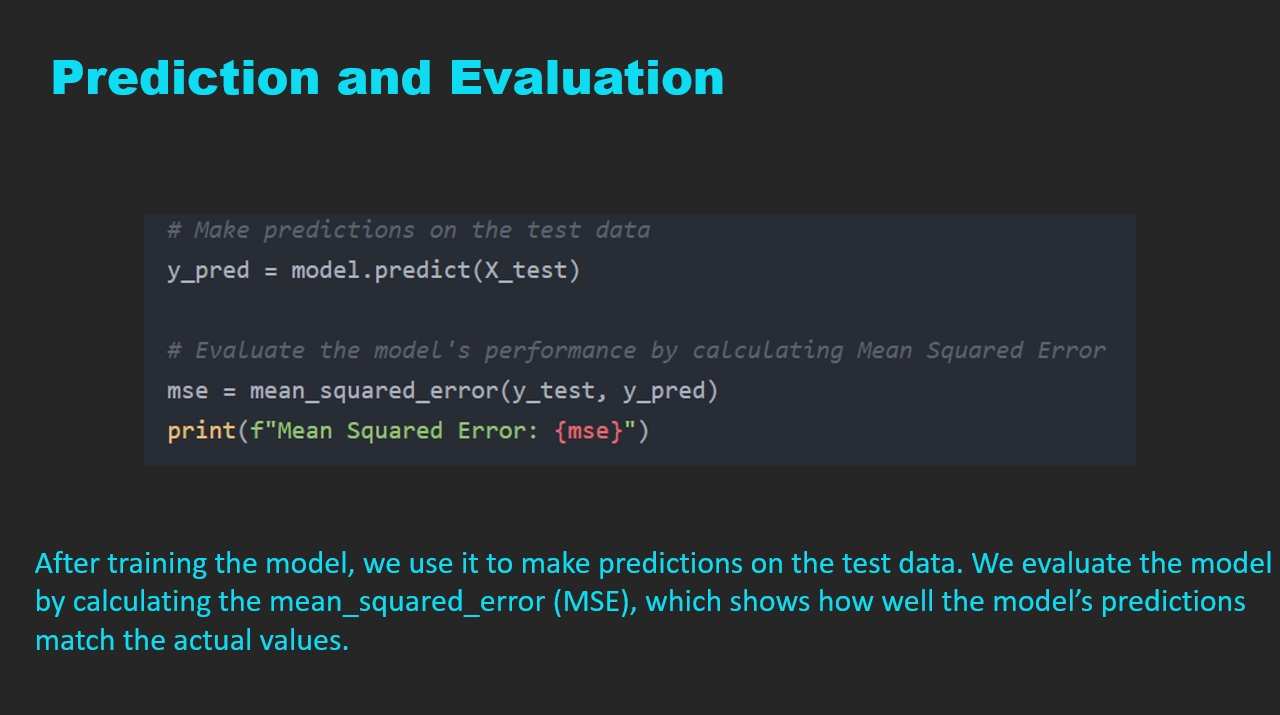 Prediction and Evaluation
# Make predictions on the test data
y_pred = model.predict(X_test)
# Evaluate the model's performance by calculating Mean Squared Error
mse = mean_squared_error(y_test, y_pred)
print(f"Mean Squared Error: {mse}")
After training the model, we use it to make predictions on the test data. We evaluate the model
by calculating the mean_squared_error (MSE), which shows how well the model’s predictions
match the actual values.